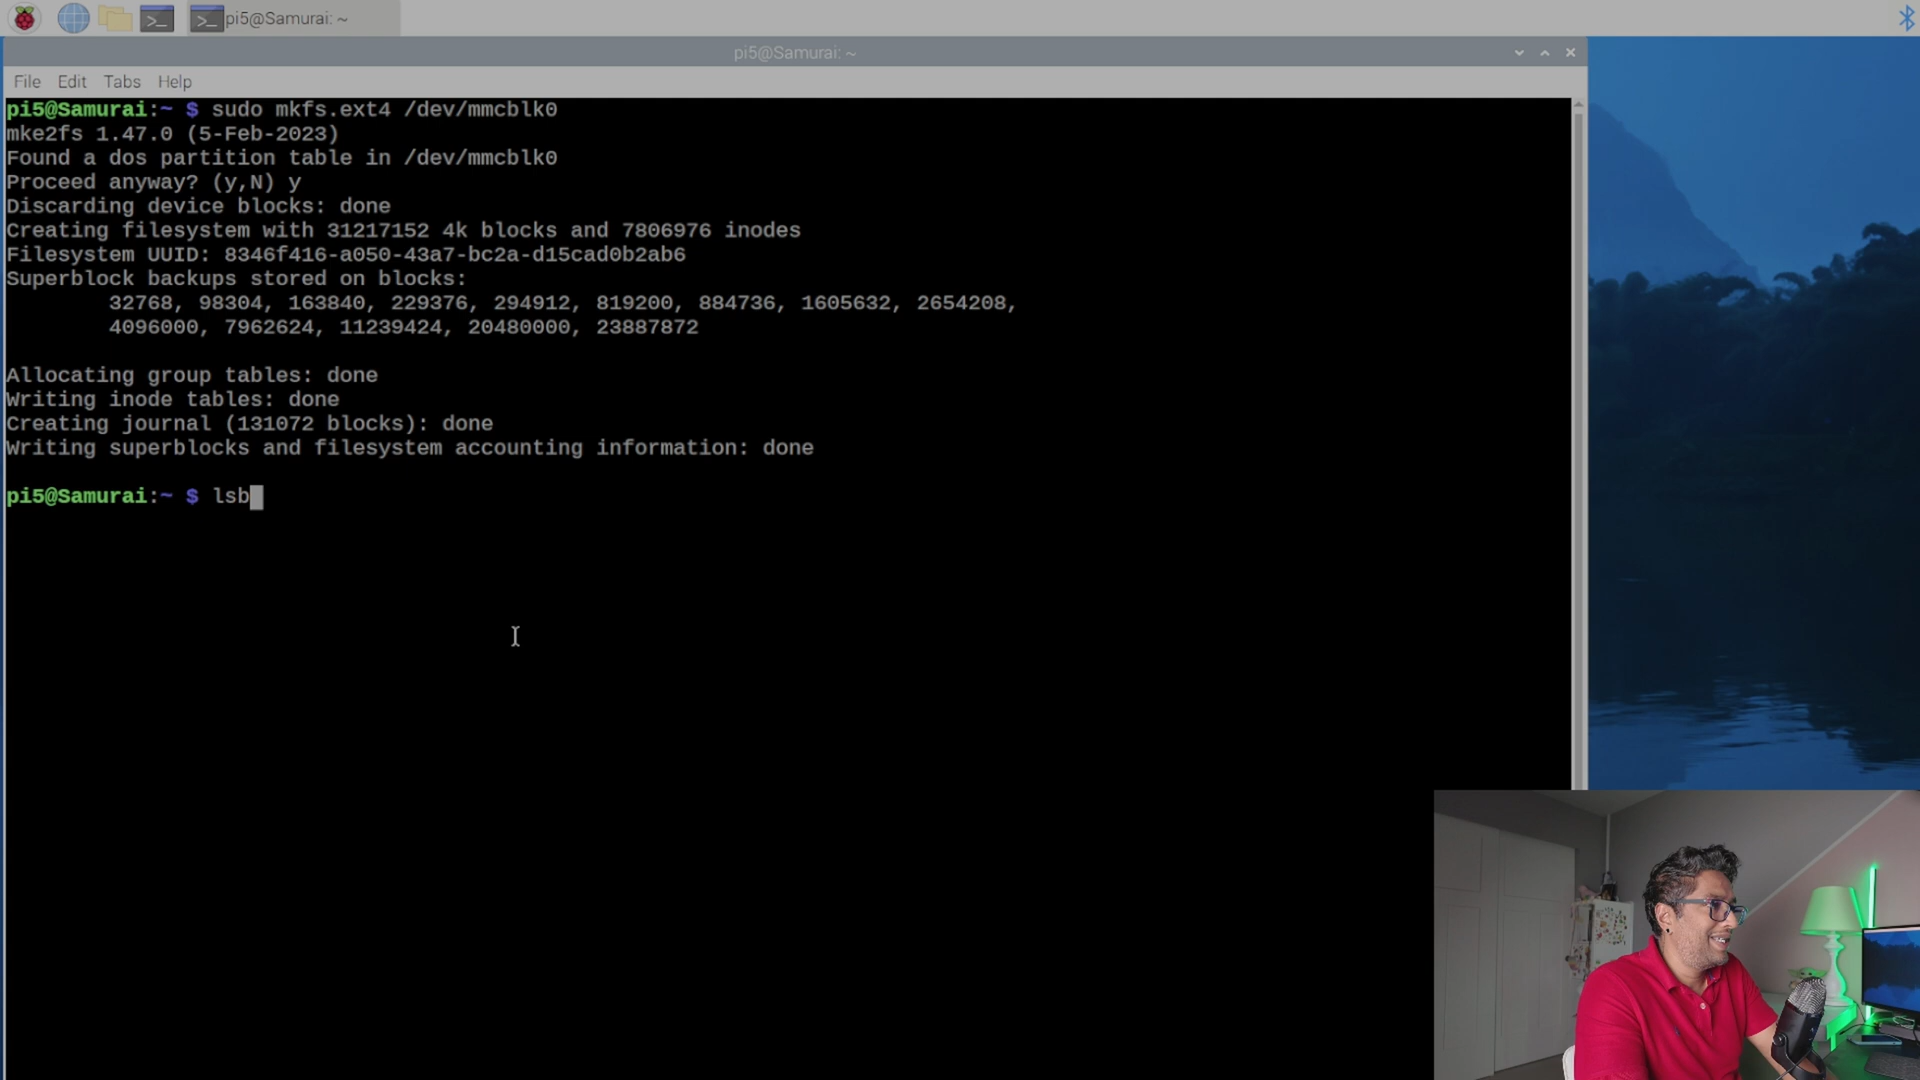 pi5@Samurai: ~
pi5@Samurai: ~
File Edit Tabs Help
pi5@Samurai:~ $ sudo mkfs.ext4 /dev/mmcblk0
mke2fs 1.47.0 (5-Feb-2023)
Found a dos partition table in /dev/mmcblk0
Proceed anyway? (y,N) y
Discarding device blocks: done
Creating filesystem with 31217152 4k blocks and 7806976 inodes
Filesystem UUID: 8346f416-a050-43a7-bc2a-d15cad0b2ab6
Superblock backups stored on blocks:
32768, 98304, 163840, 229376, 294912, 819200, 884736, 1605632, 2654208,
4096000, 7962624, 11239424, 20480000, 23887872
Allocating group tables: done
Writing inode tables: done
Creating journal (131072 blocks): done
Writing superblocks and filesystem accounting information: done
pi5@Samurai:~ $ lsb